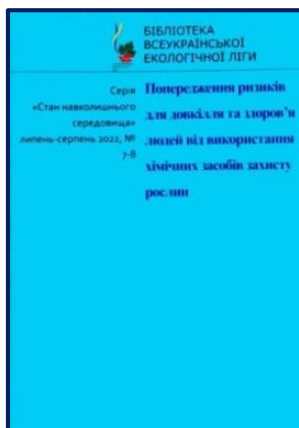 БІБЛІОТЕКА
ВСЕУКРАЇНСЬКОЇ
ЕКОЛОГІЧНОЇ ЛІГИ
Серія
«Стан навколишнього
середовища»
липень-серпень 2022, №
7-8
Попередження ризиків
для довкілля та здоров'я
людей від використання
хімічних засобів захисту
рослин